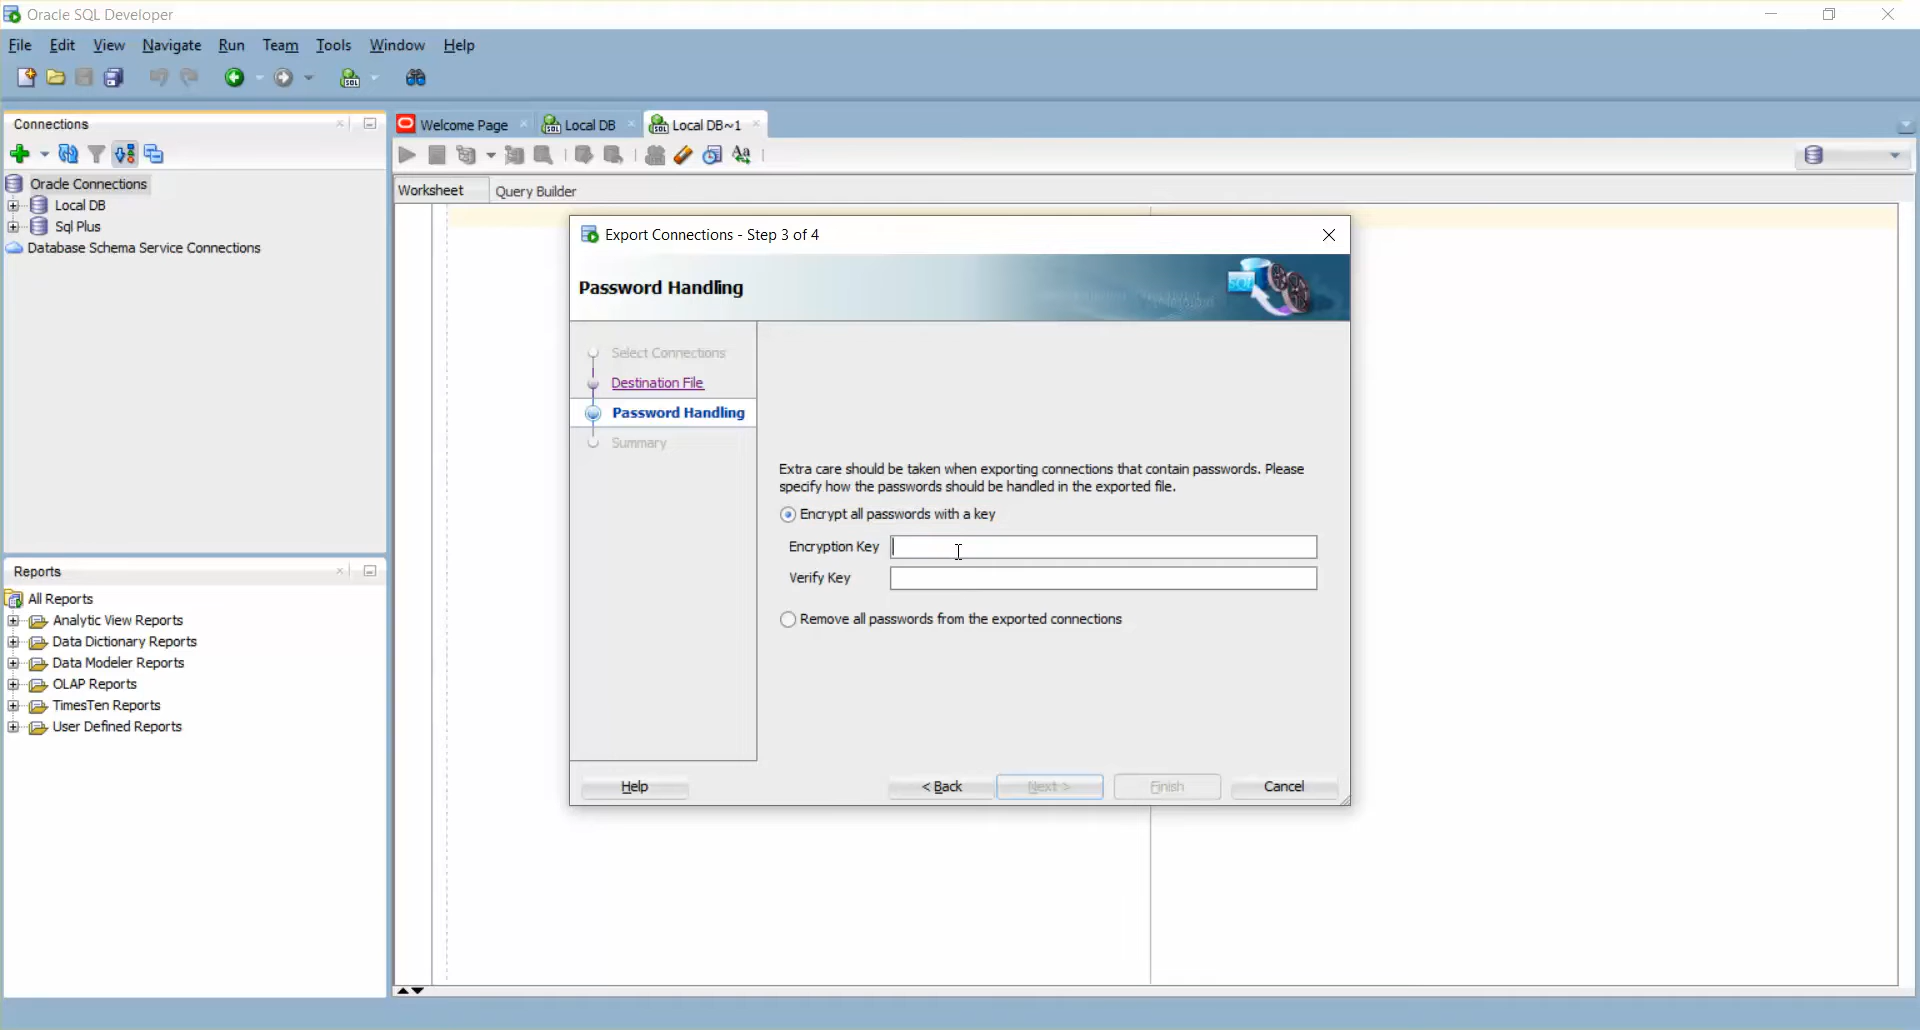 Oracle SQL Developer
File Edit View Navigate Run Team Tools Window Help
Connections
Oracle Connections
Local DB
Sql Plus
Database Schema Service Connections
Reports
All Reports
Analytic View Reports
Data Dictionary Reports
Data Modeler Reports
OLAP Reports
TimesTen Reports
User Defined Reports
Welcome Page Local DB Local DB~1
Worksheet Query Builder
Export Connections - Step 3 of 4
Password Handling
Select Connections
Destination File
Password Handling
Summary
Extra care should be taken when exporting connections that contain passwords. Please
specify how the passwords should be handled in the exported file.
Encrypt all passwords with a key
Encryption Key
Verify Key
Remove all passwords from the exported connections
Help < Back Next > Finish Cancel